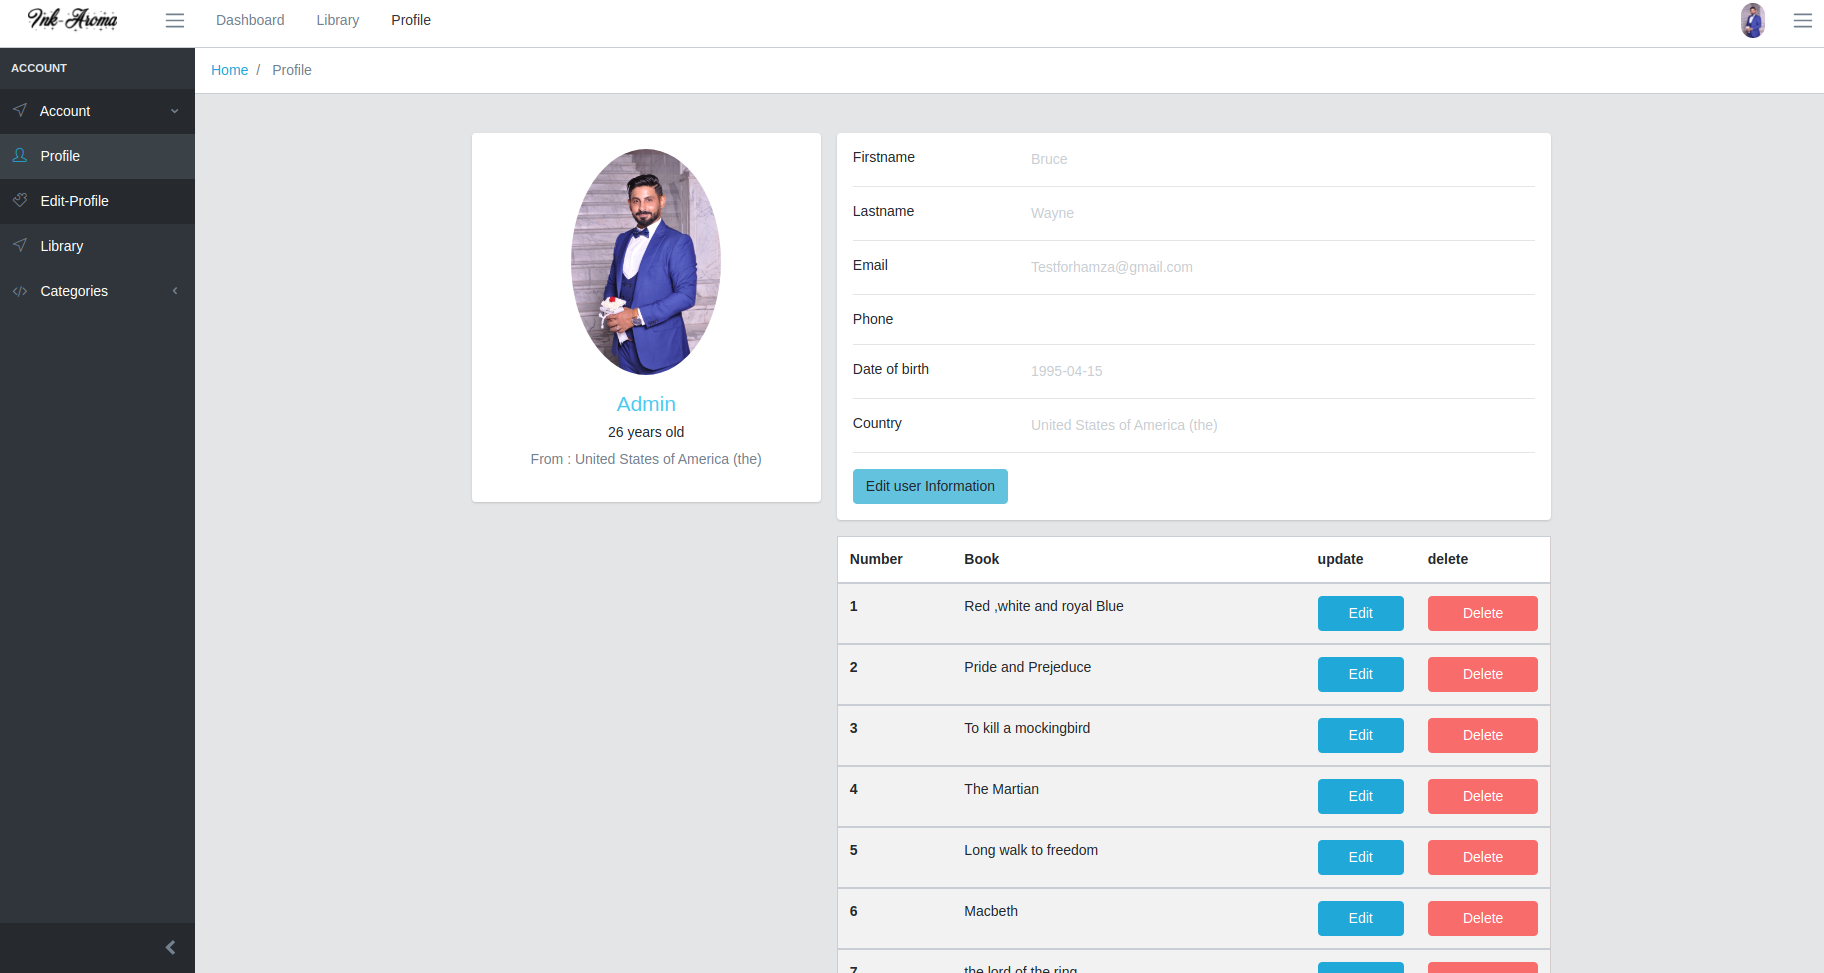 Ink-Aroma
Dashboard Library Profile
ACCOUNT
Account
Profile
Edit-Profile
Library
Categories
Home / Profile
Admin
26 years old
From : United States of America (the)
Firstname Bruce
Lastname Wayne
Email Testforhamza@gmail.com
Phone
Date of birth 1995-04-15
Country United States of America (the)
Edit user Information
Number Book update delete
1 Red ,white and royal Blue Edit Delete
2 Pride and Prejeduce Edit Delete
3 To kill a mockingbird Edit Delete
4 The Martian Edit Delete
5 Long walk to freedom Edit Delete
6 Macbeth Edit Delete
7 the lord of the ring